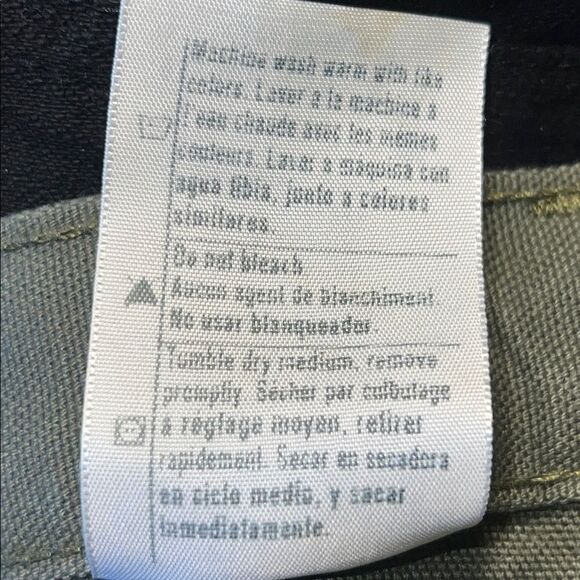 Machine wash warm with like
colors. Laver à la machine à
l'eau chaude avec les mêmes
couleurs. Lavar a maquina con
agua tibia, junto a colores
similares.
Do not bleach
Aucun agent de blanchiment.
No usar blanqueador.
Tumble dry medium, remove
promptly. Sécher par culbutage
à réglage moyen, retirer
rapidement. Secar en secadora
en ciclo medio, y sacar
inmediatamente.